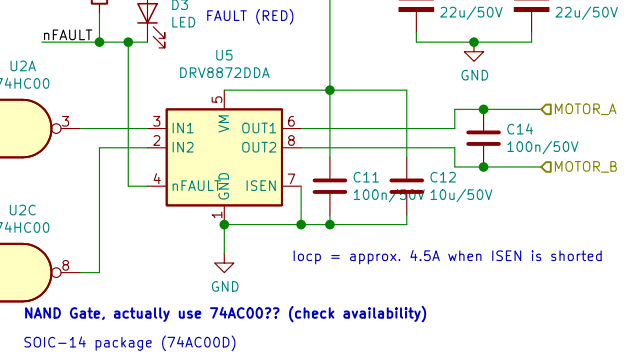 D3
LED
FAULT (RED)
22u/50V
22u/50V
nFAULT
GND
U5
DRV8872DDA
U2A
74HC00
3
5
VM
3
IN1
OUT1
6
MOTOR_A
2
IN2
OUT2
8
C14
100n/50V
MOTOR_B
4
nFAULT
GND
ISEN
7
C11
100n/50V
C12
10u/50V
1
U2C
74HC00
8
GND
Iocp = approx. 4.5A when ISEN is shorted
NAND Gate, actually use 74AC00?? (check availability)
SOIC-14 package (74AC00D)